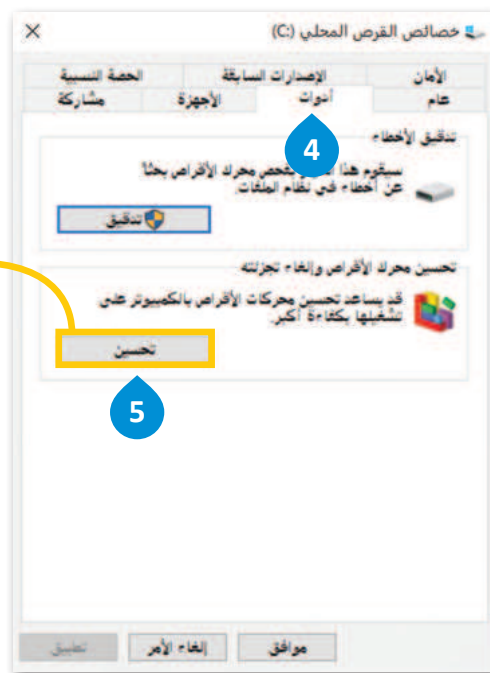 خصائص القرص المحلي (C:)
الأمان الإصدارات السابقة الحصة النسبية
عام أدوات الأجهزة مشاركة
4
تدقيق الأخطاء
سيقوم هذا محرك الأقراص بحثاً
عن أخطاء في نظام الملفات.
تدقيق
تحسين محرك الأقراص وإلغاء تجزئته
قد يساعد تحسين محركات الأقراص بالكمبيوتر على
تشغيلها بكفاءة أكبر.
تحسين
5
موافق إلغاء الأمر تطبيق